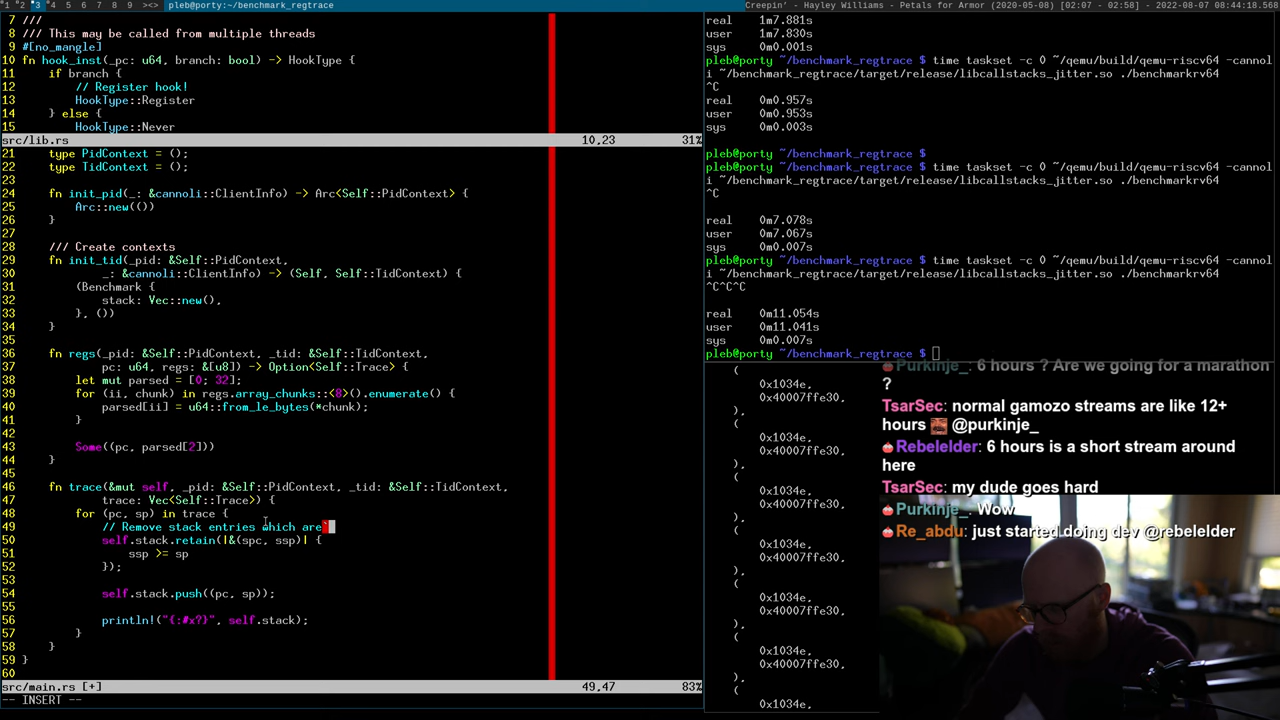 1 2 3 4 5 6 7 8 9 ><> pleb@porty:~/benchmark_regtrace Creepin' - Hayley Williams - Petals for Armor (2020-05-08) [02:07 - 02:58] - 2022-08-07 08:44:18.568
7 ///
8 /// This may be called from multiple threads
9 #[no_mangle]
10 fn hook_inst(_pc: u64, branch: bool) -> HookType {
11 if branch {
12 // Register hook!
13 HookType::Register
14 } else {
15 HookType::Never
src/lib.rs 10,23 31%
21 type PidContext = ();
22 type TidContext = ();
23
24 fn init_pid(_: &cannoli::ClientInfo) -> Arc<Self::PidContext> {
25 Arc::new(())
26 }
27
28 /// Create contexts
29 fn init_tid(_pid: &Self::PidContext,
30 _: &cannoli::ClientInfo) -> (Self, Self::TidContext) {
31 (Benchmark {
32 stack: Vec::new(),
33 }, ())
34 }
35
36 fn regs(_pid: &Self::PidContext, _tid: &Self::TidContext,
37 pc: u64, regs: &[u8]) -> Option<Self::Trace> {
38 let mut parsed = [0; 32];
39 for (ii, chunk) in regs.array_chunks::<8>().enumerate() {
40 parsed[ii] = u64::from_le_bytes(*chunk);
41 }
42
43 Some((pc, parsed[2]))
44 }
45
46 fn trace(&mut self, _pid: &Self::PidContext, _tid: &Self::TidContext,
47 trace: Vec<Self::Trace>) {
48 for (pc, sp) in trace {
49 // Remove stack entries which are`
50 self.stack.retain(|&(spc, ssp)| {
51 ssp >= sp
52 });
53
54 self.stack.push((pc, sp));
55
56 println!("{:#x?}", self.stack);
57 }
58 }
59 }
60
src/main.rs [+] 49,47 83%
-- INSERT --
real 1m7.881s
user 1m7.830s
sys 0m0.001s
pleb@porty ~/benchmark_regtrace $ time taskset -c 0 ~/qemu/build/qemu-riscv64 -cannol
i ~/benchmark_regtrace/target/release/libcallstacks_jitter.so ./benchmarkrv64
^C
real 0m0.957s
user 0m0.953s
sys 0m0.003s
pleb@porty ~/benchmark_regtrace $
pleb@porty ~/benchmark_regtrace $ time taskset -c 0 ~/qemu/build/qemu-riscv64 -cannol
i ~/benchmark_regtrace/target/release/libcallstacks_jitter.so ./benchmarkrv64
^C
real 0m7.078s
user 0m7.067s
sys 0m0.007s
pleb@porty ~/benchmark_regtrace $ time taskset -c 0 ~/qemu/build/qemu-riscv64 -cannol
i ~/benchmark_regtrace/target/release/libcallstacks_jitter.so ./benchmarkrv64
^C^C^C
real 0m11.054s
user 0m11.041s
sys 0m0.007s
pleb@porty ~/benchmark_regtrace $
(
0x1034e,
0x40007ffe30,
),
(
0x1034e,
0x40007ffe30,
),
(
0x1034e,
0x40007ffe30,
),
(
0x1034e,
0x40007ffe30,
),
(
0x1034e,
0x40007ffe30,
),
(
0x1034e,
0x40007ffe30,
),
(
0x1034e,
Purkinje_: 6 hours ? Are we going for a marathon
?
TsarSec: normal gamozo streams are like 12+
hours @purkinje_
Rebelelder: 6 hours is a short stream around
here
TsarSec: my dude goes hard
Purkinje_: Wow
Re_abdu: just started doing dev @rebelelder